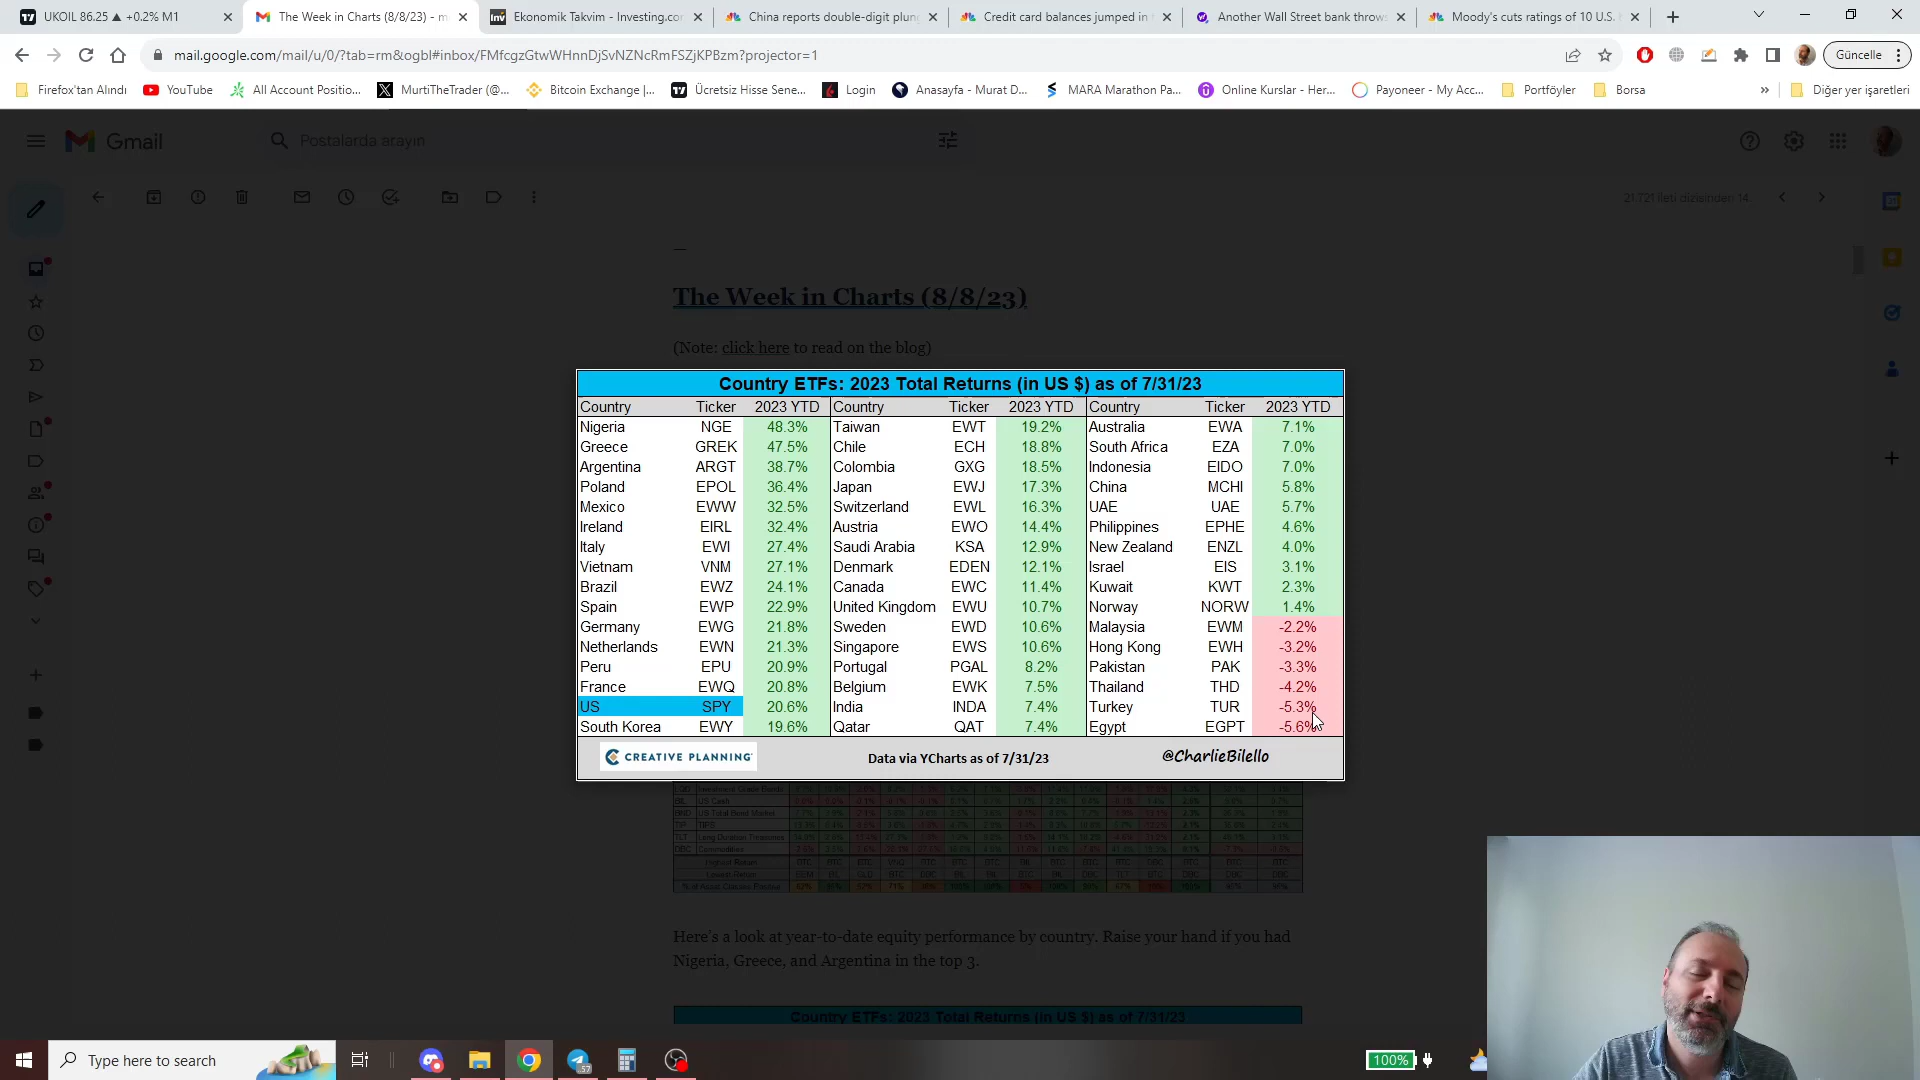 UKOIL 86.25 ▲ +0.2% M1
The Week in Charts (8/8/23) - m
Ekonomik Takvim - Investing.co
China reports double-digit plun
Credit card balances jumped in
Another Wall Street bank throw
Moody's cuts ratings of 10 U.S.
mail.google.com/mail/u/0/?tab=rm&ogbl#inbox/FMfcgzGtwWHnnDjSvNZNcRmFSZjKPBzm?projector=1
Güncelle
Firefox'tan Alındı YouTube All Account Positio... MurtiTheTrader (@... Bitcoin Exchange |... Ücretsiz Hisse Sene... Login Anasayfa - Murat D... MARA Marathon Pa... Online Kurslar - Her... Payoneer - My Acc... Portföyler Borsa » Diğer yer işaretleri
Gmail
Postalarda arayın
21.721 ileti dizisinden 14.
The Week in Charts (8/8/23)
(Note: click here to read on the blog)
Country ETFs: 2023 Total Returns (in US $) as of 7/31/23
Country Ticker 2023 YTD Country Ticker 2023 YTD Country Ticker 2023 YTD
Nigeria NGE 48.3% Taiwan EWT 19.2% Australia EWA 7.1%
Greece GREK 47.5% Chile ECH 18.8% South Africa EZA 7.0%
Argentina ARGT 38.7% Colombia GXG 18.5% Indonesia EIDO 7.0%
Poland EPOL 36.4% Japan EWJ 17.3% China MCHI 5.8%
Mexico EWW 32.5% Switzerland EWL 16.3% UAE UAE 5.7%
Ireland EIRL 32.4% Austria EWO 14.4% Philippines EPHE 4.6%
Italy EWI 27.4% Saudi Arabia KSA 12.9% New Zealand ENZL 4.0%
Vietnam VNM 27.1% Denmark EDEN 12.1% Israel EIS 3.1%
Brazil EWZ 24.1% Canada EWC 11.4% Kuwait KWT 2.3%
Spain EWP 22.9% United Kingdom EWU 10.7% Norway NORW 1.4%
Germany EWG 21.8% Sweden EWD 10.6% Malaysia EWM -2.2%
Netherlands EWN 21.3% Singapore EWS 10.6% Hong Kong EWH -3.2%
Peru EPU 20.9% Portugal PGAL 8.2% Pakistan PAK -3.3%
France EWQ 20.8% Belgium EWK 7.5% Thailand THD -4.2%
US SPY 20.6% India INDA 7.4% Turkey TUR -5.3%
South Korea EWY 19.6% Qatar QAT 7.4% Egypt EGPT -5.6%
CREATIVE PLANNING Data via YCharts as of 7/31/23 @CharlieBilello
Here's a look at year-to-date equity performance by country. Raise your hand if you had
Nigeria, Greece, and Argentina in the top 3.
Country ETFs: 2023 Total Returns (in US $) as of 7/31/23
Type here to search
57
100%